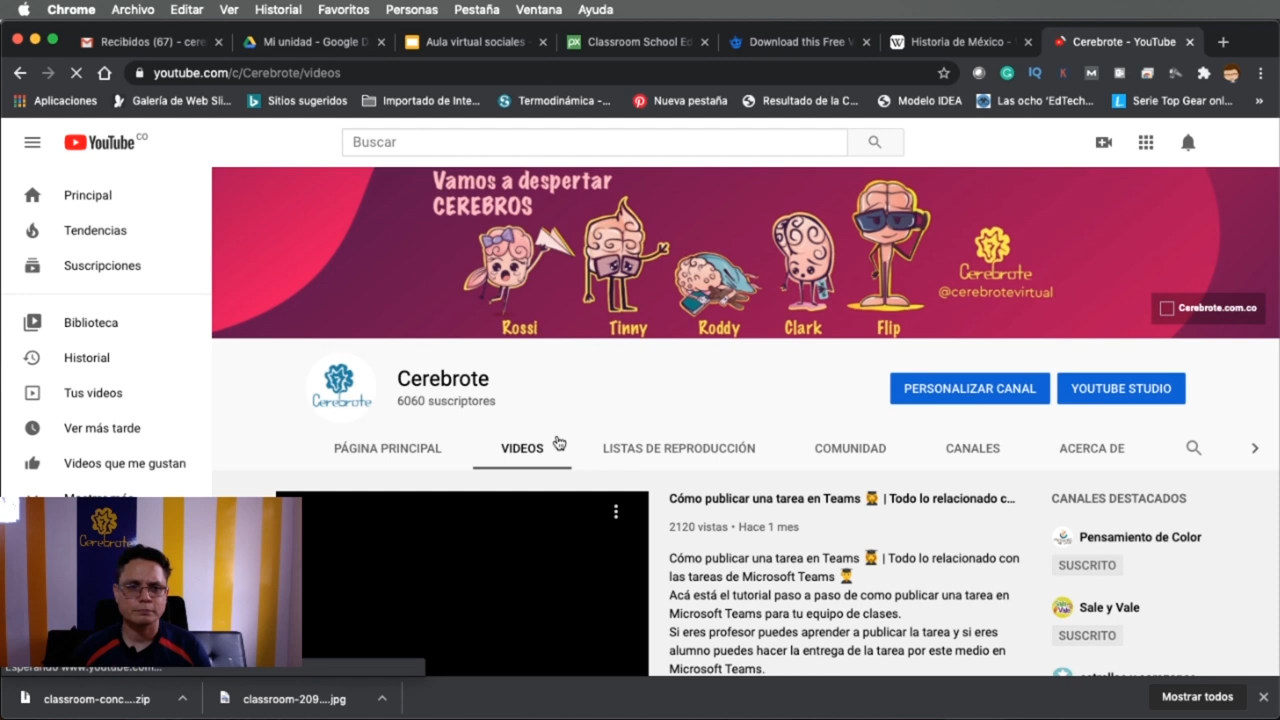 Chrome Archivo Editar Ver Historial Favoritos Personas Pestaña Ventana Ayuda
Recibidos (67) - cere
Mi unidad - Google D
Aula virtual sociales -
Classroom School Ed
Download this Free V
Historia de México -
Cerebrote - YouTube
youtube.com/c/Cerebrote/videos
Aplicaciones
Galería de Web Sli...
Sitios sugeridos
Importado de Inte...
Termodinámica -...
Nueva pestaña
Resultado de la C...
Modelo IDEA
Las ocho 'EdTech...
Serie Top Gear onl...
YouTube CO
Buscar
Principal
Tendencias
Suscripciones
Biblioteca
Historial
Tus videos
Ver más tarde
Videos que me gustan
Vamos a despertar
CEREBROS
Rossi
Tinny
Roddy
Clark
Flip
Cerebrote
@cerebrotevirtual
Cerebrote.com.co
Cerebrote
Cerebrote
6060 suscriptores
PERSONALIZAR CANAL
YOUTUBE STUDIO
PÁGINA PRINCIPAL
VIDEOS
LISTAS DE REPRODUCCIÓN
COMUNIDAD
CANALES
ACERCA DE
Cómo publicar una tarea en Teams | Todo lo relacionado c...
2120 vistas • Hace 1 mes
Cómo publicar una tarea en Teams | Todo lo relacionado con
las tareas de Microsoft Teams
Acá está el tutorial paso a paso de como publicar una tarea en
Microsoft Teams para tu equipo de clases.
Si eres profesor puedes aprender a publicar la tarea y si eres
alumno puedes hacer la entrega de la tarea por este medio en
Microsoft Teams.
CANALES DESTACADOS
Pensamiento de Color
SUSCRITO
Sale y Vale
SUSCRITO
Cerebrote
classroom-conc....zip
classroom-209....jpg
Mostrar todos